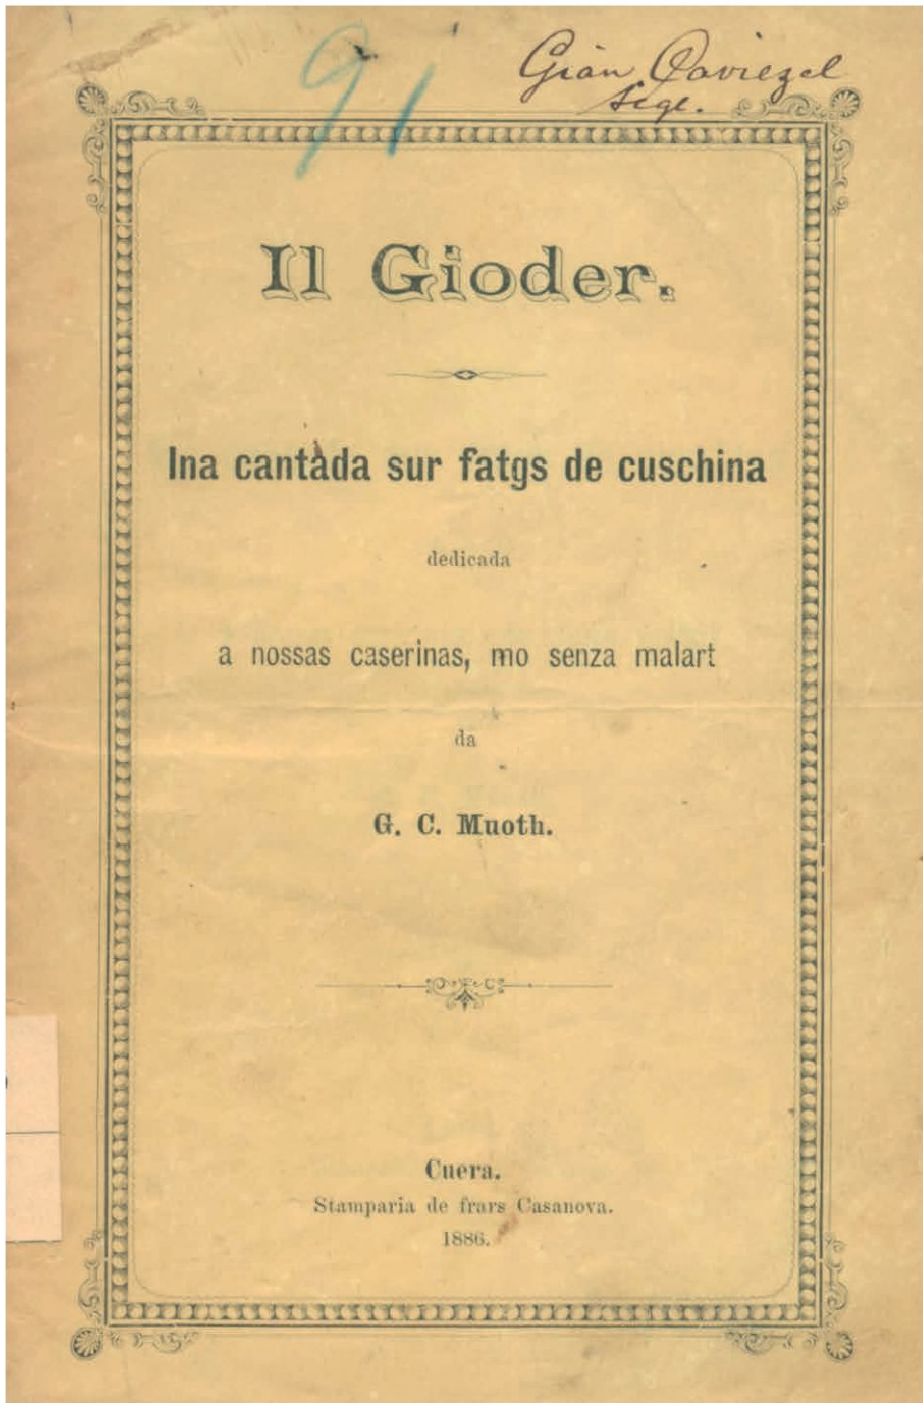 91
Gián Caviezel
Il Gioder.
Ina cantada sur fatgs de cuschina
dedicada
a nossas caserinas, mo senza malart
da
G. C. Muoth.
Cuera.
Stamparia de frars Casanova.
1886.